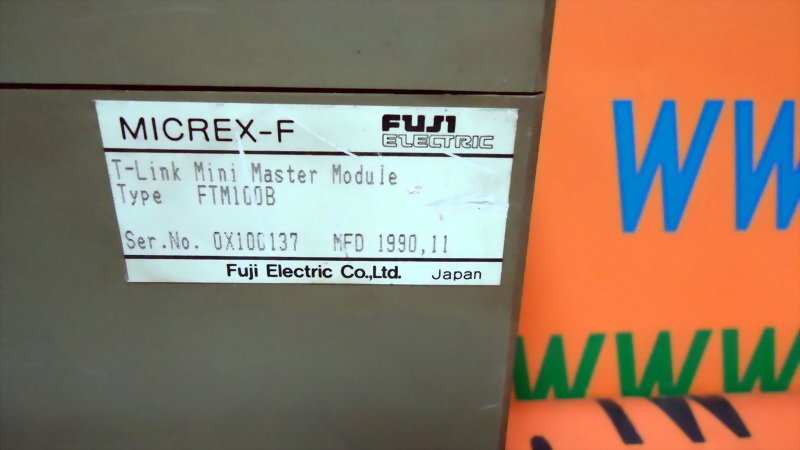 MICREX-F
FUJI ELECTRIC
T-Link Mini Master Module
Type FTM100B
Ser.No. 0X100137 MFD 1990,11
Fuji Electric Co.,Ltd. Japan
WW
WWW